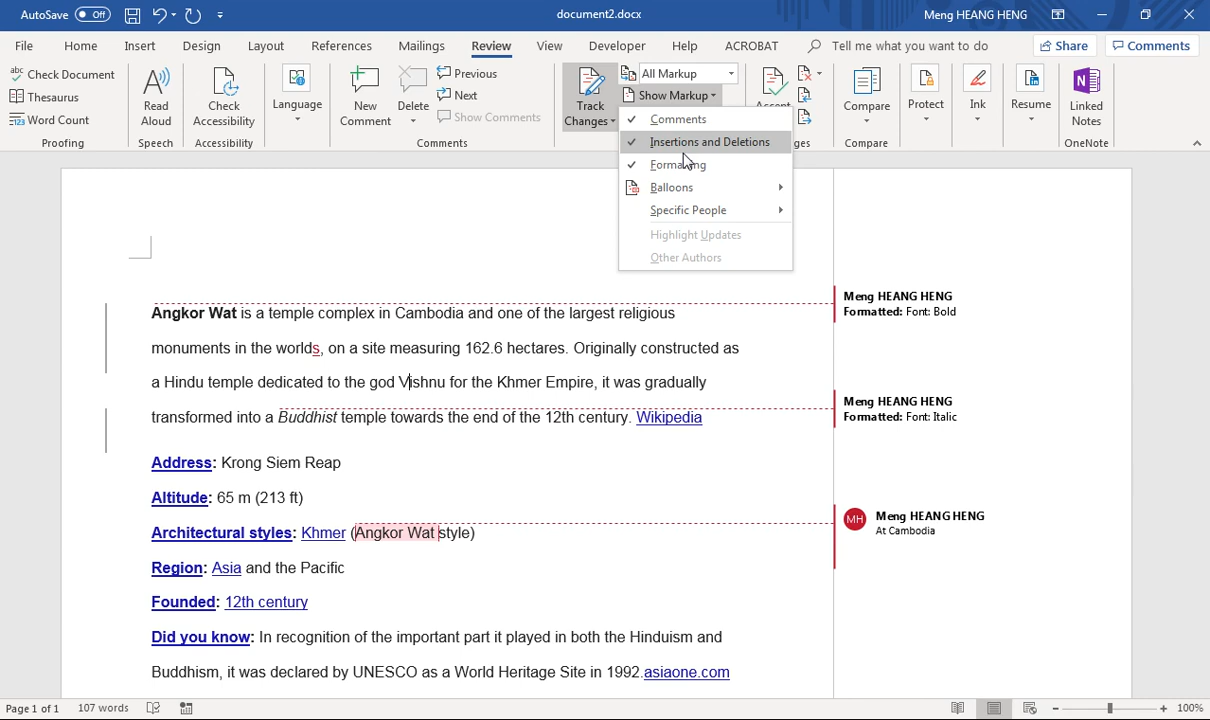 AutoSave Off
document2.docx
Meng HEANG HENG
File Home Insert Design Layout References Mailings Review View Developer Help ACROBAT Tell me what you want to do Share Comments
abc Check Document
Thesaurus
Word Count
Proofing
Read Aloud
Speech
Check Accessibility
Accessibility
Language
New Comment
Delete
Previous
Next
Show Comments
Comments
Track Changes
All Markup
Show Markup
Comments
Insertions and Deletions
Formatting
Balloons
Specific People
Highlight Updates
Other Authors
Accept
ges
Compare
Compare
Protect
Ink
Resume
Linked Notes
OneNote
Angkor Wat is a temple complex in Cambodia and one of the largest religious
monuments in the worlds, on a site measuring 162.6 hectares. Originally constructed as
a Hindu temple dedicated to the god Vishnu for the Khmer Empire, it was gradually
transformed into a Buddhist temple towards the end of the 12th century. Wikipedia
Address: Krong Siem Reap
Altitude: 65 m (213 ft)
Architectural styles: Khmer (Angkor Wat style)
Region: Asia and the Pacific
Founded: 12th century
Did you know: In recognition of the important part it played in both the Hinduism and
Buddhism, it was declared by UNESCO as a World Heritage Site in 1992.asiaone.com
Meng HEANG HENG
Formatted: Font: Bold
Meng HEANG HENG
Formatted: Font: Italic
MH Meng HEANG HENG
At Cambodia
Page 1 of 1 107 words 100%